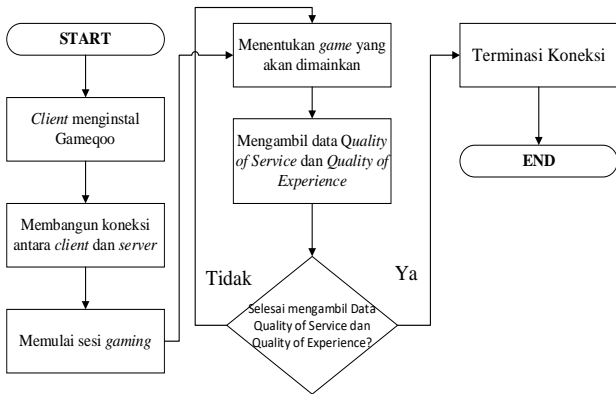 START
Client menginstal
Gameqoo
Membangun koneksi
antara client dan server
Memulai sesi gaming
Menentukan game yang
akan dimainkan
Mengambil data Quality
of Service dan Quality of
Experience
Selesai mengambil Data
Quality of Service dan
Quality of Experience?
Tidak
Ya
Terminasi Koneksi
END